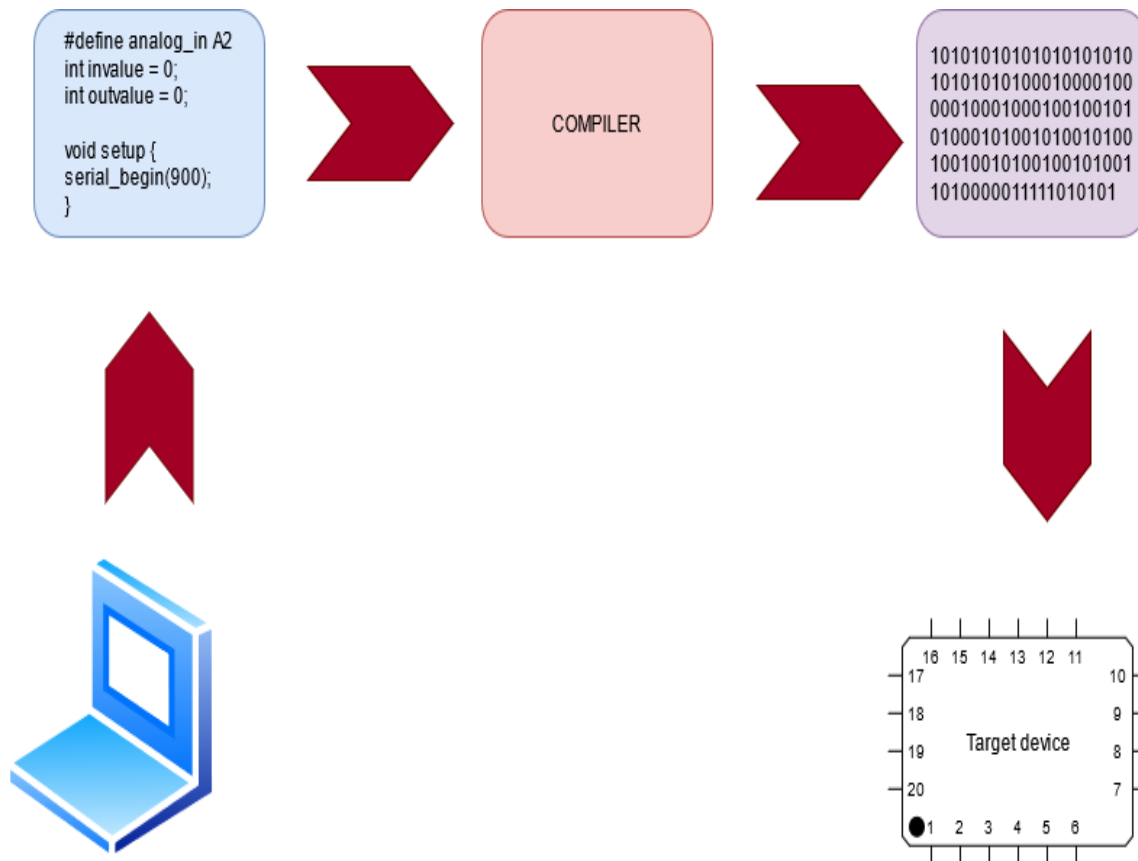 #define analog_in A2
int invalue = 0;
int outvalue = 0;
void setup {
serial_begin(900);
}
COMPILER
10101010101010101010
10101010100010000100
00010001000100100101
01000101001010010100
10010010100100101001
1010000011111010101
16 15 14 13 12 11
17 10
18 9
19 Target device 8
20 7
1 2 3 4 5 6